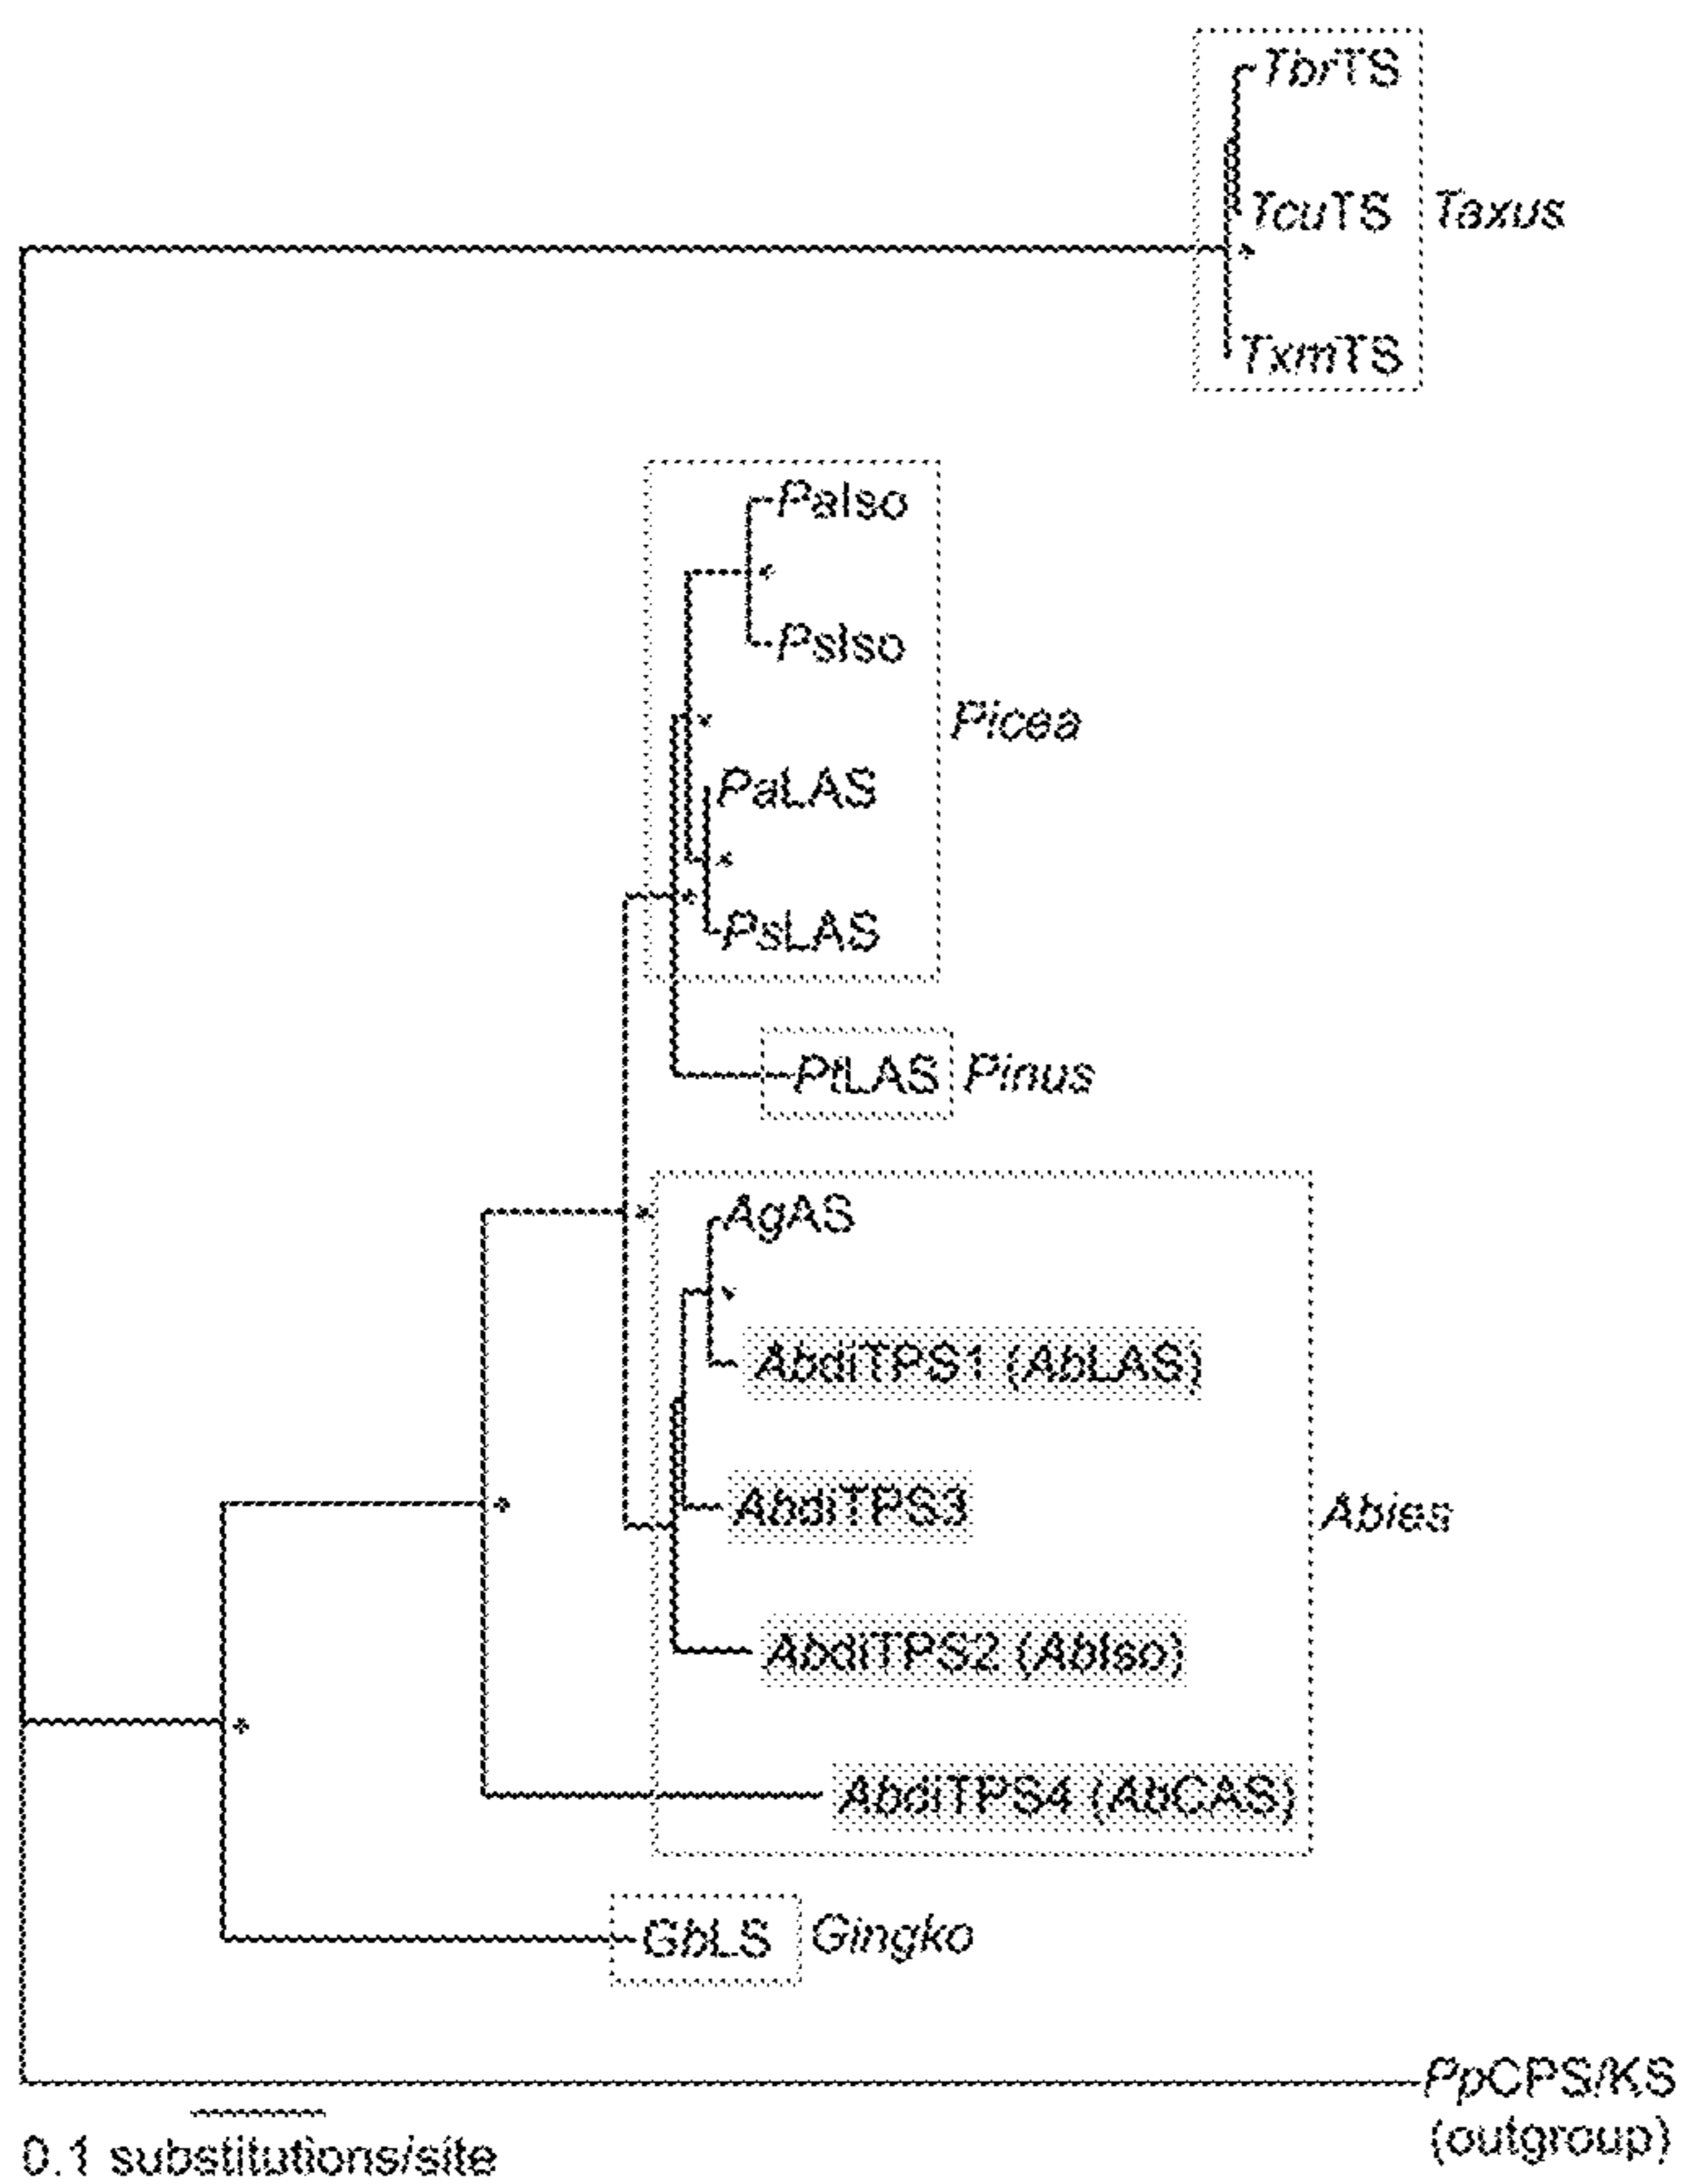 TbrTS
TcuTS
Taxus
TxmTS
PaIso
PsIso
Picea
PaLAS
PsLAS
PtLAS
Pinus
AgAS
AbdiTPS1 (AbLAS)
AbdiTPS3
Abies
AbdiTPS2 (AbIso)
AbdiTPS4 (AbCAS)
GbLS
Gingko
PpCPS/KS
(outgroup)
0.1 substitutions/site